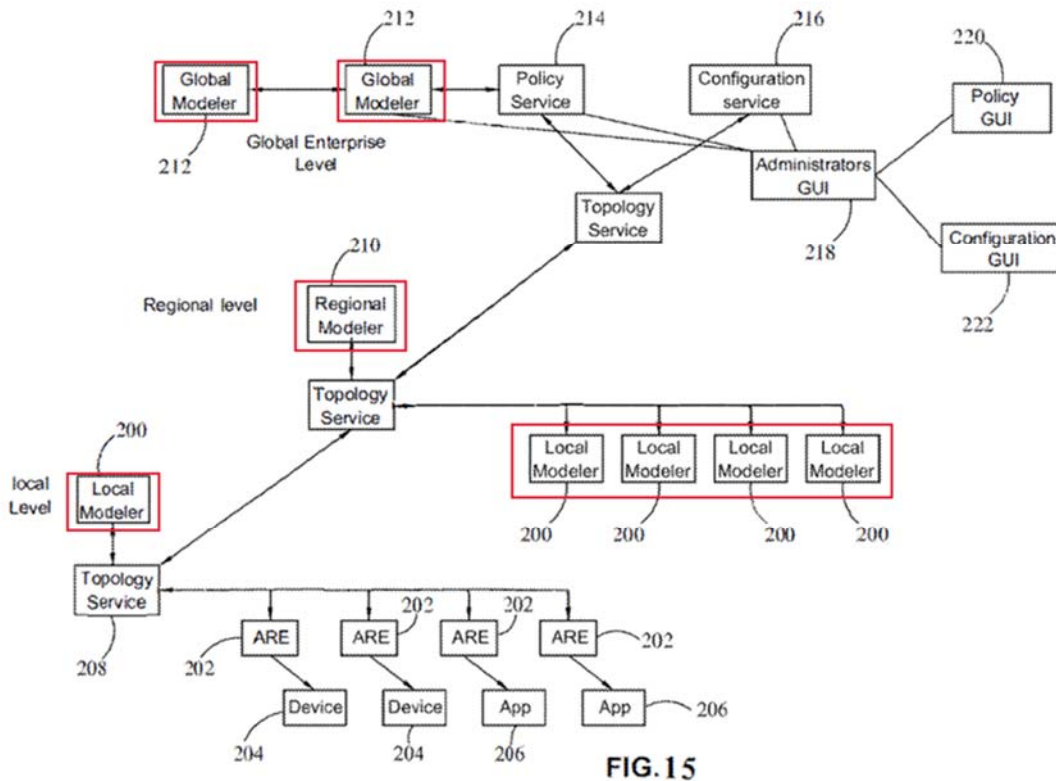 212
214
216
220
Global
Modeler
Global
Modeler
Policy
Service
Configuration
service
Policy
GUI
212
Global Enterprise
Level
Administrators
GUI
Topology
Service
218
Configuration
GUI
222
210
Regional level
Regional
Modeler
Topology
Service
200
local
Level
Local
Modeler
Local
Modeler
Local
Modeler
Local
Modeler
Local
Modeler
200
200
200
200
Topology
Service
208
202
ARE
202
ARE
202
ARE
ARE
202
Device
204
Device
204
App
206
App
206
FIG.15